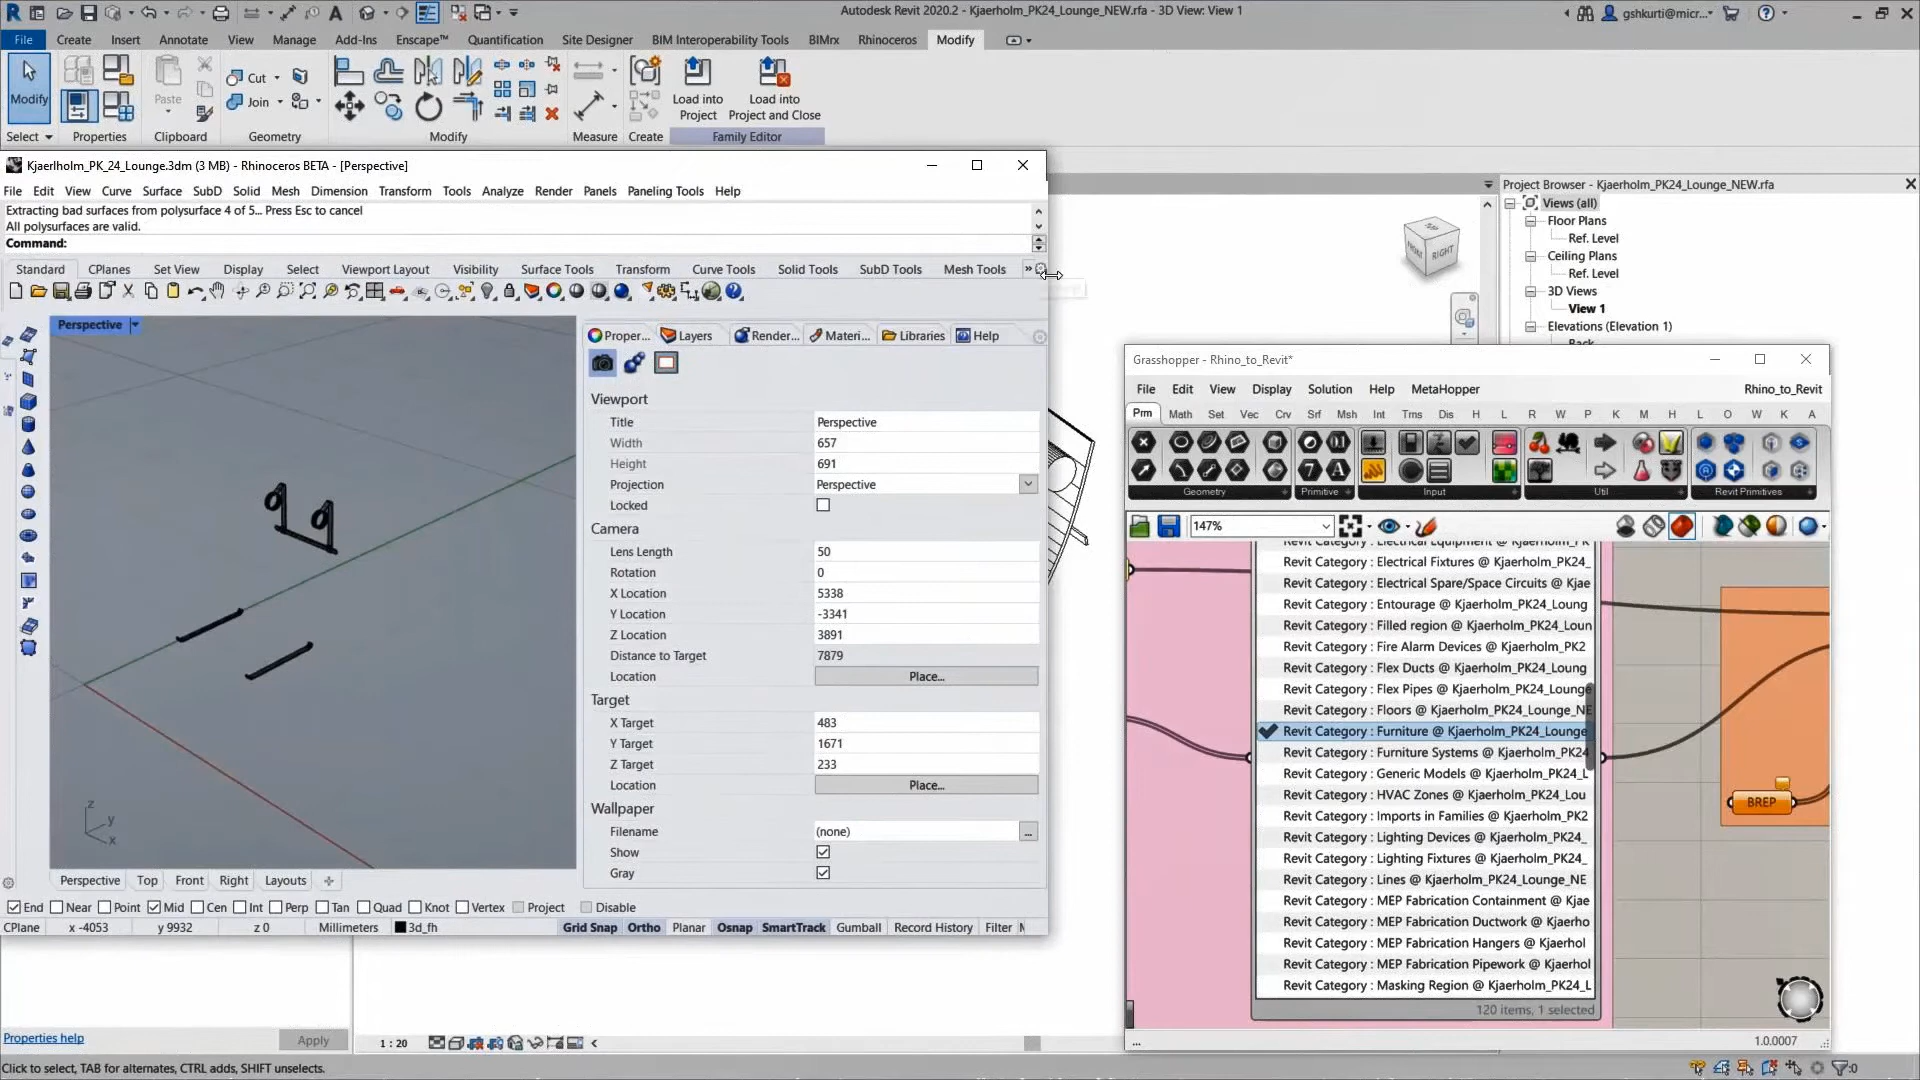 Autodesk Revit 2020.2 - Kjaerholm_PK24_Lounge_NEW.rfa - 3D View: View 1
gshkurti@micr...
File Create Insert Annotate View Manage Add-Ins Enscape™ Quantification Site Designer BIM Interoperability Tools BIMrx Rhinoceros Modify
Modify
Paste
Cut
Join
Load into Project
Load into Project and Close
Select Properties Clipboard Geometry Modify Measure Create Family Editor
Kjaerlholm_PK_24_Lounge.3dm (3 MB) - Rhinoceros BETA - [Perspective]
File Edit View Curve Surface SubD Solid Mesh Dimension Transform Tools Analyze Render Panels Paneling Tools Help
Extracting bad surfaces from polysurface 4 of 5... Press Esc to cancel
All polysurfaces are valid.
Command:
Standard CPlanes Set View Display Select Viewport Layout Visibility Surface Tools Transform Curve Tools Solid Tools SubD Tools Mesh Tools »
Perspective
z
y
x
Proper... Layers Render... Materi... Libraries Help
Viewport
Title Perspective
Width 657
Height 691
Projection Perspective
Locked
Camera
Lens Length 50
Rotation 0
X Location 5338
Y Location -3341
Z Location 3891
Distance to Target 7879
Location Place...
Target
X Target 483
Y Target 1671
Z Target 233
Location Place...
Wallpaper
Filename (none) ...
Show
Gray
Perspective Top Front Right Layouts
End Near Point Mid Cen Int Perp Tan Quad Knot Vertex Project Disable
CPlane x -4053 y 9932 z 0 Millimeters 3d_fh Grid Snap Ortho Planar Osnap SmartTrack Gumball Record History Filter M
Project Browser - Kjaerholm_PK24_Lounge_NEW.rfa
Views (all)
Floor Plans
Ref. Level
Ceiling Plans
Ref. Level
3D Views
View 1
Elevations (Elevation 1)
Back
FRONT
RIGHT
Grasshopper - Rhino_to_Revit*
File Edit View Display Solution Help MetaHopper Rhino_to_Revit
Prm Math Set Vec Crv Srf Msh Int Trns Dis H L R W P K M H L O W K A
Geometry Primitive Input Util Revit Primitives
147%
Revit Category : Electrical Equipment @ Kjaerholm_PK
Revit Category : Electrical Fixtures @ Kjaerholm_PK24_
Revit Category : Electrical Spare/Space Circuits @ Kjae
Revit Category : Entourage @ Kjaerholm_PK24_Loung
Revit Category : Filled region @ Kjaerholm_PK24_Loun
Revit Category : Fire Alarm Devices @ Kjaerholm_PK2
Revit Category : Flex Ducts @ Kjaerholm_PK24_Loung
Revit Category : Flex Pipes @ Kjaerholm_PK24_Lounge
Revit Category : Floors @ Kjaerholm_PK24_Lounge_NE
Revit Category : Furniture @ Kjaerholm_PK24_Lounge
Revit Category : Furniture Systems @ Kjaerholm_PK24
Revit Category : Generic Models @ Kjaerholm_PK24_L
Revit Category : HVAC Zones @ Kjaerholm_PK24_Lou
Revit Category : Imports in Families @ Kjaerholm_PK2
Revit Category : Lighting Devices @ Kjaerholm_PK24_
Revit Category : Lighting Fixtures @ Kjaerholm_PK24_
Revit Category : Lines @ Kjaerholm_PK24_Lounge_NE
Revit Category : MEP Fabrication Containment @ Kjae
Revit Category : MEP Fabrication Ductwork @ Kjaerho
Revit Category : MEP Fabrication Hangers @ Kjaerhol
Revit Category : MEP Fabrication Pipework @ Kjaerhol
Revit Category : Masking Region @ Kjaerholm_PK24_L
120 items, 1 selected
BREP
... 1.0.0007
Properties help Apply
1 : 20
Click to select, TAB for alternates, CTRL adds, SHIFT unselects.
:0